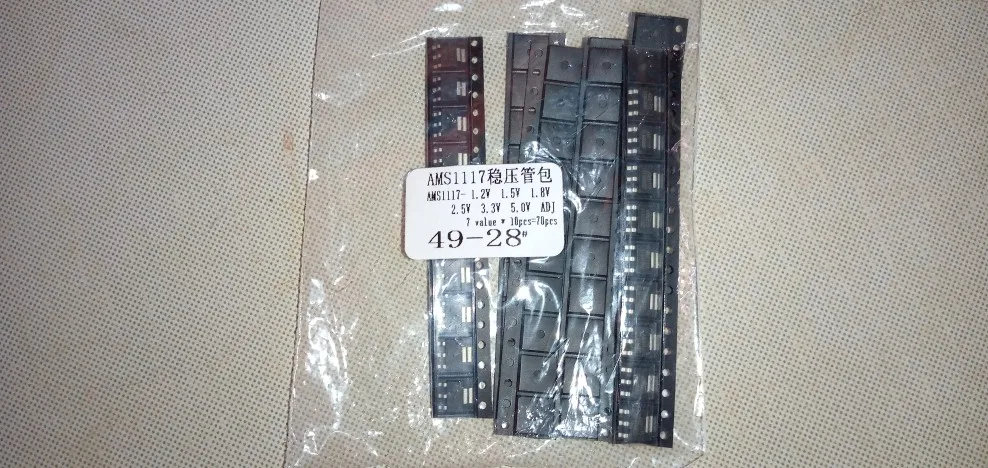 AMS1117稳压管包
AMS1117- 1.2V 1.5V 1.8V
2.5V 3.3V 5.0V ADJ
7 value * 10pcs=70pcs
49-28#